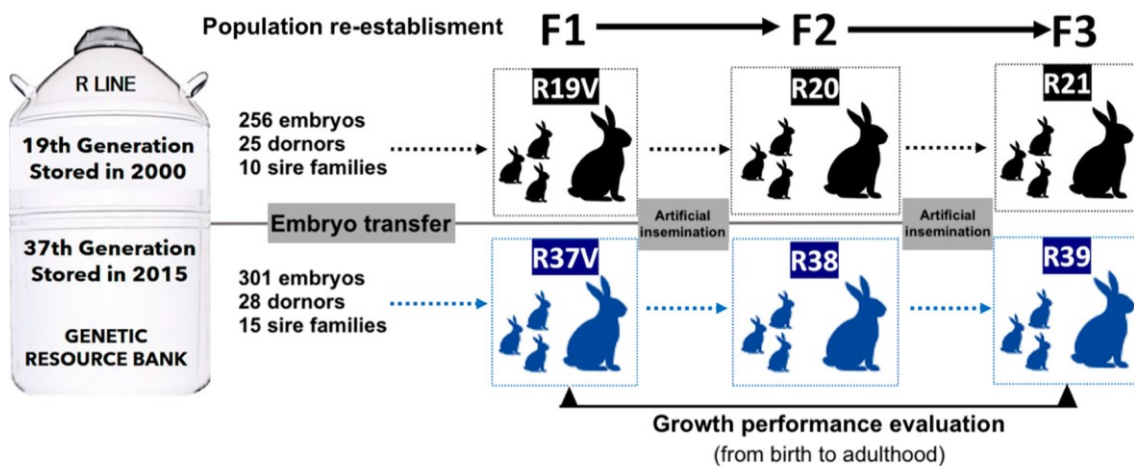 Population re-establisment
F1
F2
F3
R LINE
19th Generation
Stored in 2000
37th Generation
Stored in 2015
GENETIC
RESOURCE BANK
256 embryos
25 dornors
10 sire families
R19V
R20
R21
Embryo transfer
Artificial
insemination
Artificial
insemination
301 embryos
28 dornors
15 sire families
R37V
R38
R39
Growth performance evaluation
(from birth to adulthood)